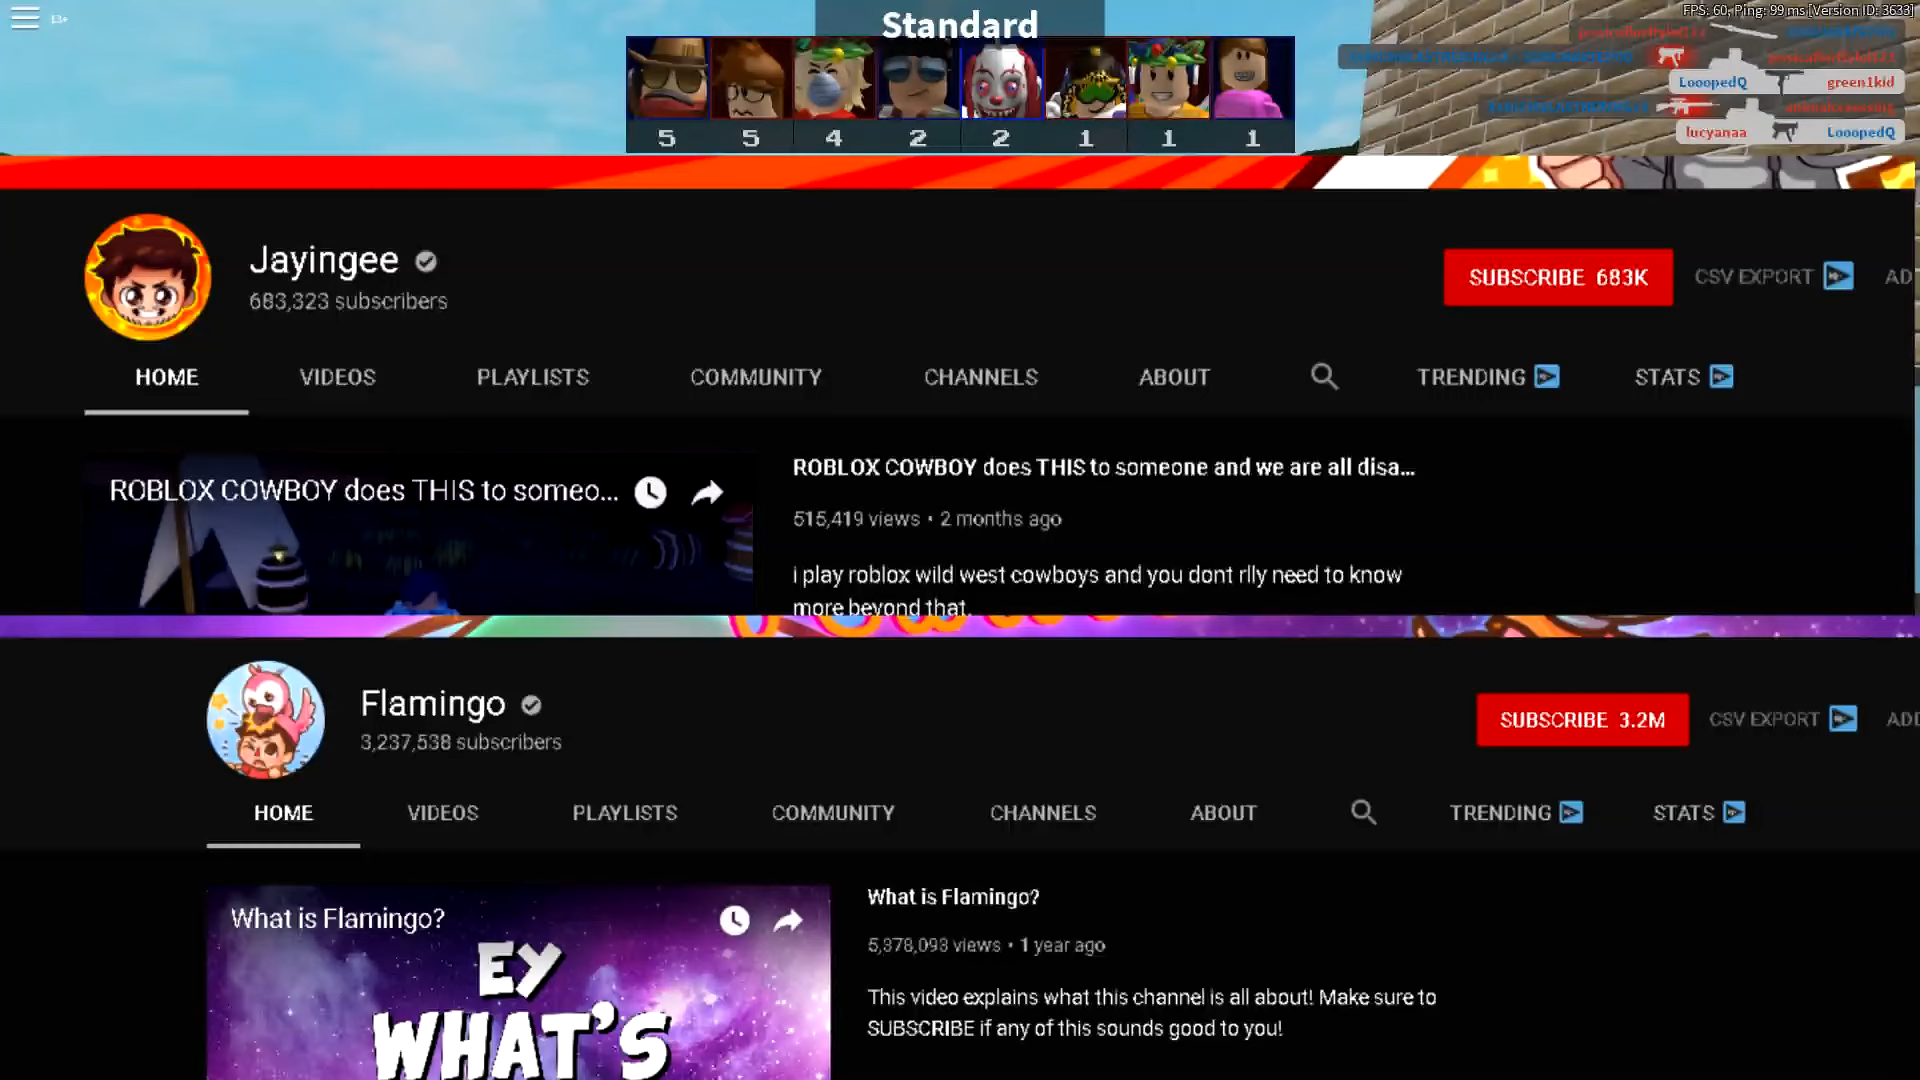 13+
Standard
FPS: 60, Ping: 99 ms [Version ID: 3633]
5 5 4 2 2 1 1 1
LooopedQ green1kid
lucyanaa LooopedQ
Jayingee
683,323 subscribers
SUBSCRIBE 683K
CSV EXPORT
AD
HOME VIDEOS PLAYLISTS COMMUNITY CHANNELS ABOUT TRENDING STATS
ROBLOX COWBOY does THIS to someo...
ROBLOX COWBOY does THIS to someone and we are all disa...
515,419 views • 2 months ago
i play roblox wild west cowboys and you dont rlly need to know
more beyond that.
Flamingo
3,237,538 subscribers
SUBSCRIBE 3.2M
CSV EXPORT
ADD
HOME VIDEOS PLAYLISTS COMMUNITY CHANNELS ABOUT TRENDING STATS
What is Flamingo?
EY
WHAT'S
What is Flamingo?
5,378,093 views • 1 year ago
This video explains what this channel is all about! Make sure to
SUBSCRIBE if any of this sounds good to you!